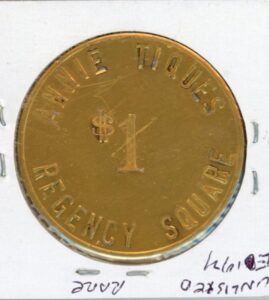 ANNIE TIQUES
$1
REGENCY SQUARE
UNLISTED
RARE